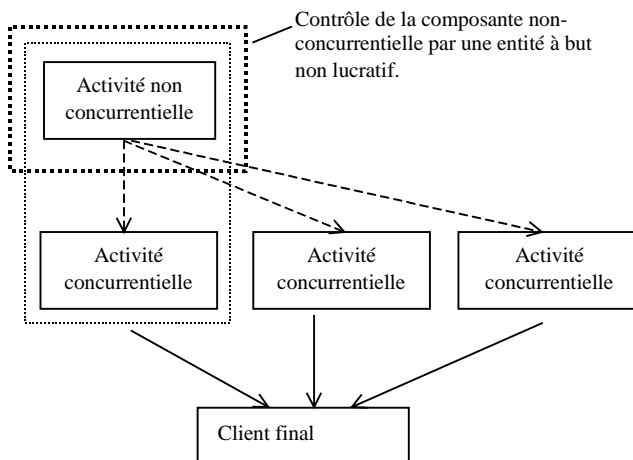 Contrôle de la composante non-
concurrentielle par une entité à but
non lucratif.
Activité non
concurrentielle
Activité
concurrentielle
Activité
concurrentielle
Activité
concurrentielle
Client final